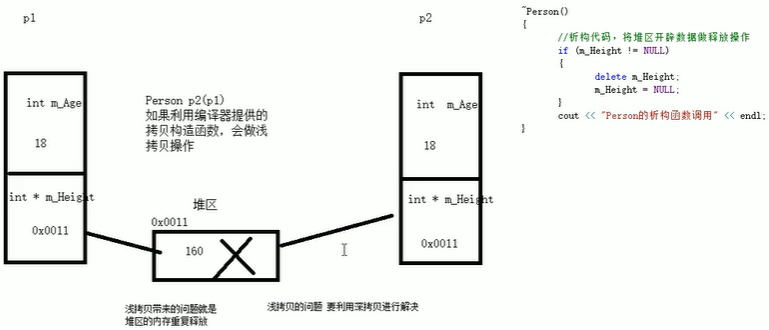 p1
int m_Age
18
int * m_Height
0x0011
Person p2(p1)
如果利用编译器提供的
拷贝构造函数，会做浅
拷贝操作
堆区
0x0011
160
浅拷贝带来的问题就是
堆区的内存重复释放
浅拷贝的问题 要利用深拷贝进行解决
p2
int m_Age
18
int * m_Height
0x0011
~Person()
{
//析构代码，将堆区开辟数据做释放操作
if (m_Height != NULL)
{
delete m_Height;
m_Height = NULL;
}
cout << "Person的析构函数调用" << endl;
}